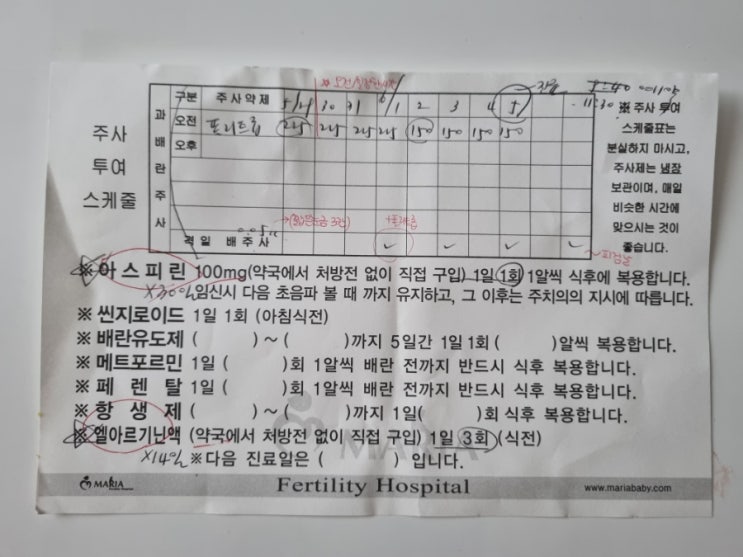 구분 주사약제 5/29 30 31 6/1 2 3 4 5
과배란주사
오전 225 225 225 225 150 150 150 150
오후
격일 배주사 ✓ ✓ ✓ ✓
주사
투여
스케줄
11:30 ※ 주사 투여
스케줄표는
분실하지 마시고,
주사제는 냉장
보관이며, 매일
비슷한 시간에
맞으시는 것이
좋습니다.
※ 아스피린 100mg(약국에서 처방전 없이 직접 구입) 1일 1회 1알씩 식후에 복용합니다.
x30일 임신시 다음 초음파 볼 때 까지 유지하고, 그 이후는 주치의의 지시에 따릅니다.
※ 씬지로이드 1일 1회 (아침식전)
※ 배란유도제 ( ) ~ ( )까지 5일간 1일 1회 ( )알씩 복용합니다.
※ 메트포르민 1일 ( )회 1알씩 배란 전까지 반드시 식후 복용합니다.
※ 페 렌 탈 1일 ( )회 1알씩 배란 전까지 반드시 식후 복용합니다.
※ 항 생 제 ( ) ~ ( )까지 1일( )회 식후 복용합니다.
※ 엘아르기닌액 (약국에서 처방전 없이 직접 구입) 1일 3회 (식전)
x14일 ※ 다음 진료일은 ( ) 입니다.
MARIA
MARIA Fertility Hospital www.mariababy.com